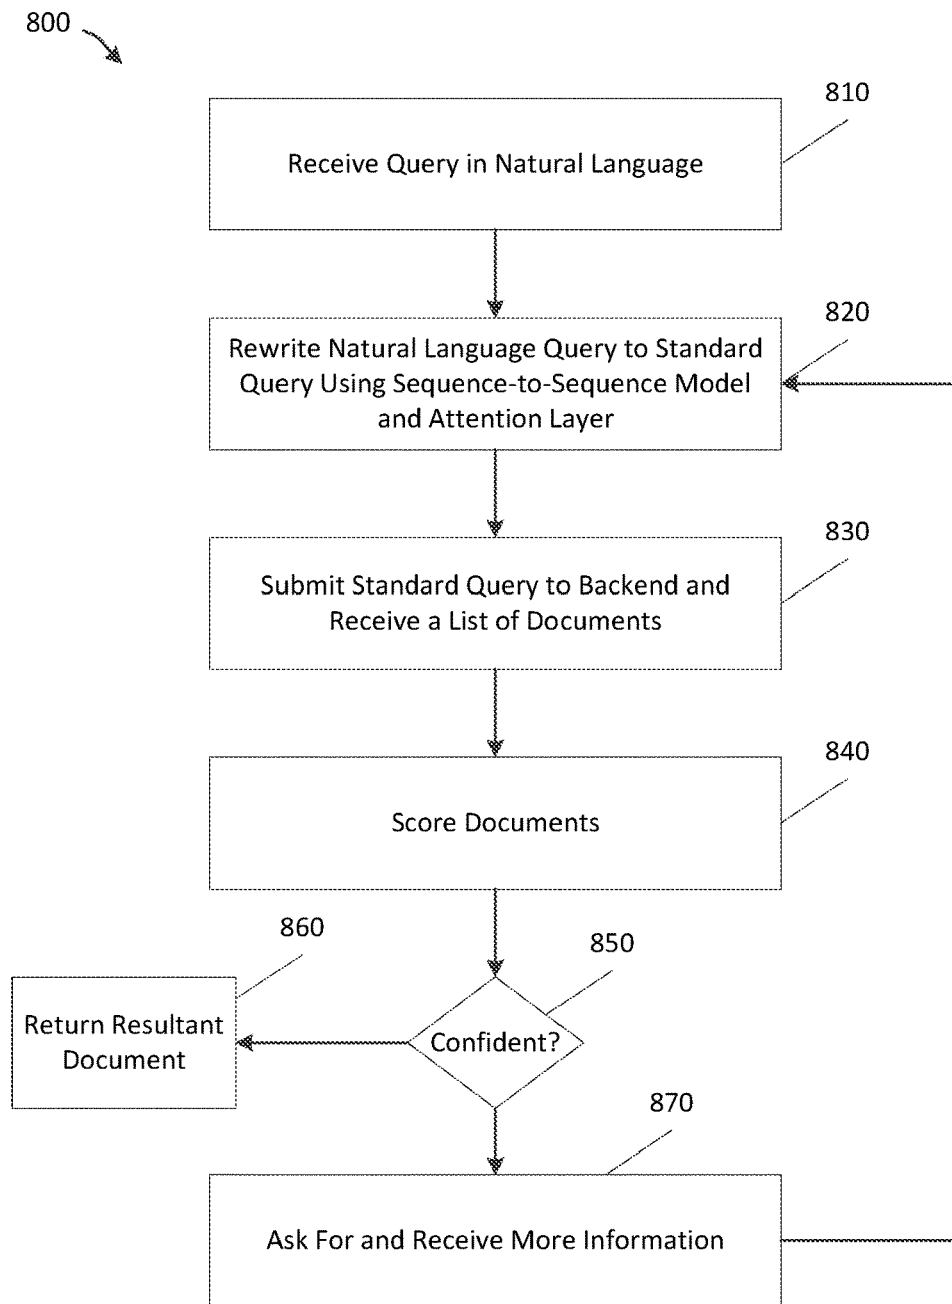 800
810
Receive Query in Natural Language
820
Rewrite Natural Language Query to Standard
Query Using Sequence-to-Sequence Model
and Attention Layer
830
Submit Standard Query to Backend and
Receive a List of Documents
840
Score Documents
860
850
Return Resultant
Document
Confident?
870
Ask For and Receive More Information